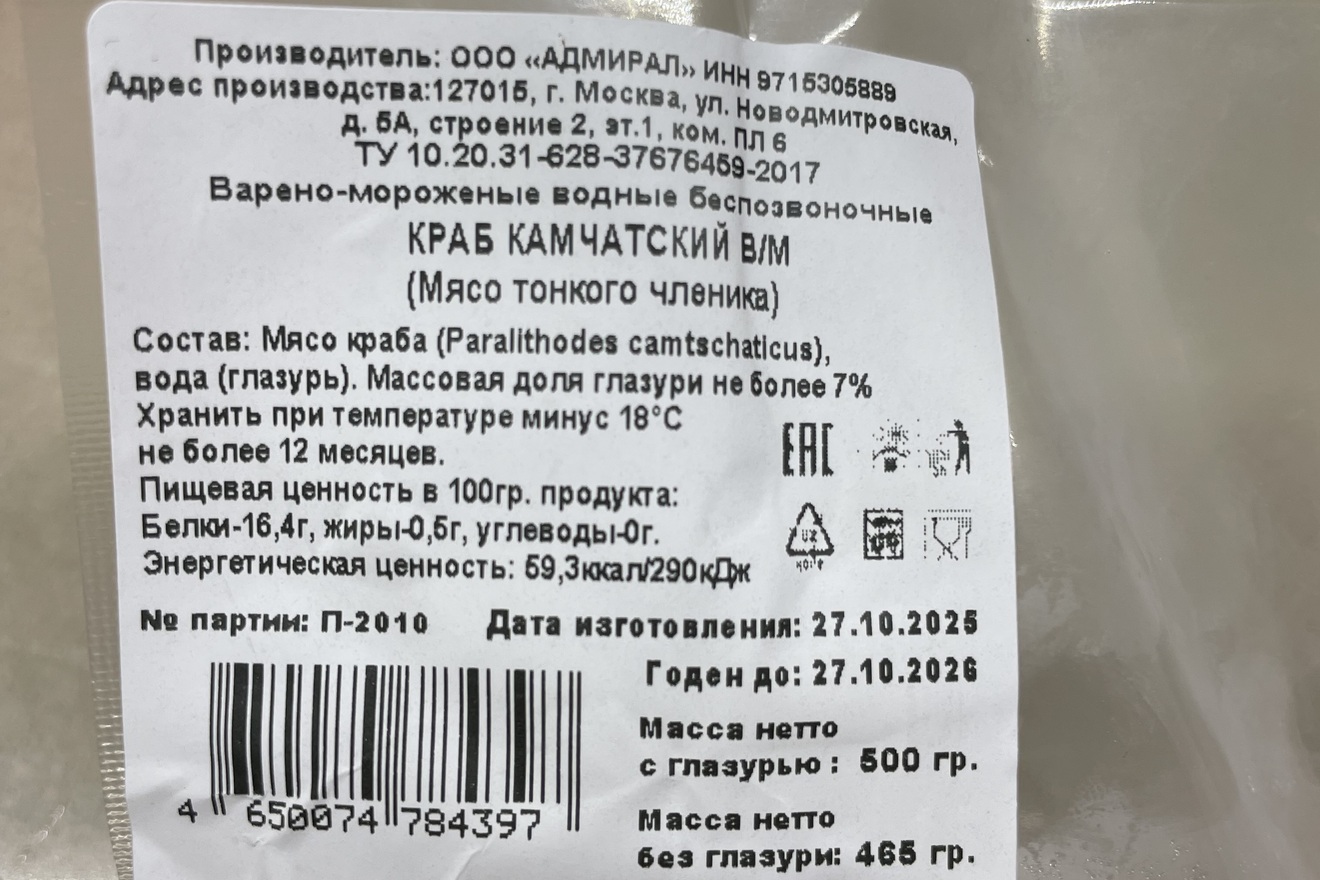 Производитель: ООО «АДМИРАЛ» ИНН 9715305889
Адрес производства:127015, г. Москва, ул. Новодмитровская,
д. 5А, строение 2, эт.1, ком. ПЛ 6
ТУ 10.20.31-628-37676459-2017
Варено-мороженые водные беспозвоночные
КРАБ КАМЧАТСКИЙ В/М
(Мясо тонкого членика)
Состав: Мясо краба (Paralithodes camtschaticus),
вода (глазурь). Массовая доля глазури не более 7%
Хранить при температуре минус 18°С
не более 12 месяцев.
Пищевая ценность в 100гр. продукта:
Белки-16,4г, жиры-0,5г, углеводы-0г.
Энергетическая ценность: 59,3ккал/290кДж
EAC
№ партии: П-2010 Дата изготовления: 27.10.2025
Годен до: 27.10.2026
Масса нетто
с глазурью : 500 гр.
Масса нетто
без глазури: 465 гр.
4 650074 784397